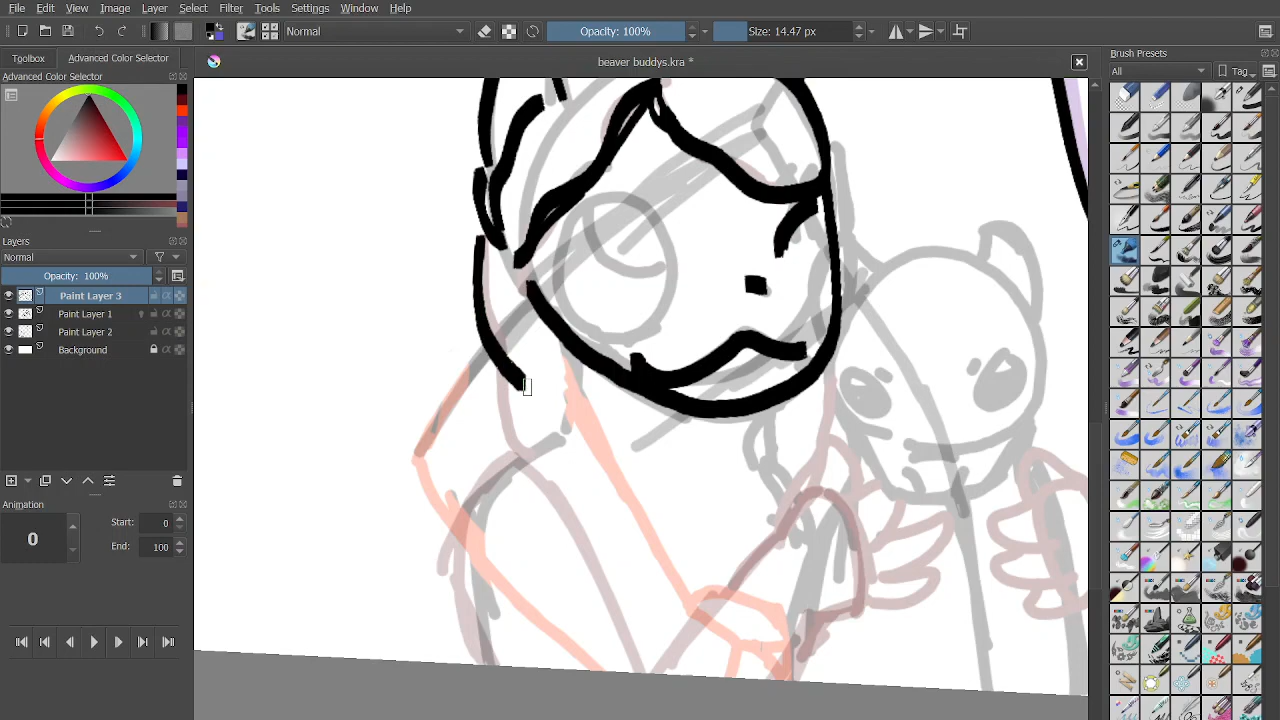 File Edit View Image Layer Select Filter Tools Settings Window Help
Normal Opacity: 100% Size: 14.47 px
Toolbox Advanced Color Selector beaver buddys.kra * Brush Presets
Advanced Color Selector
All Tag
Layers
Normal
Opacity: 100%
Paint Layer 3
Paint Layer 1
Paint Layer 2
Background
Animation
0 Start: 0
End: 100